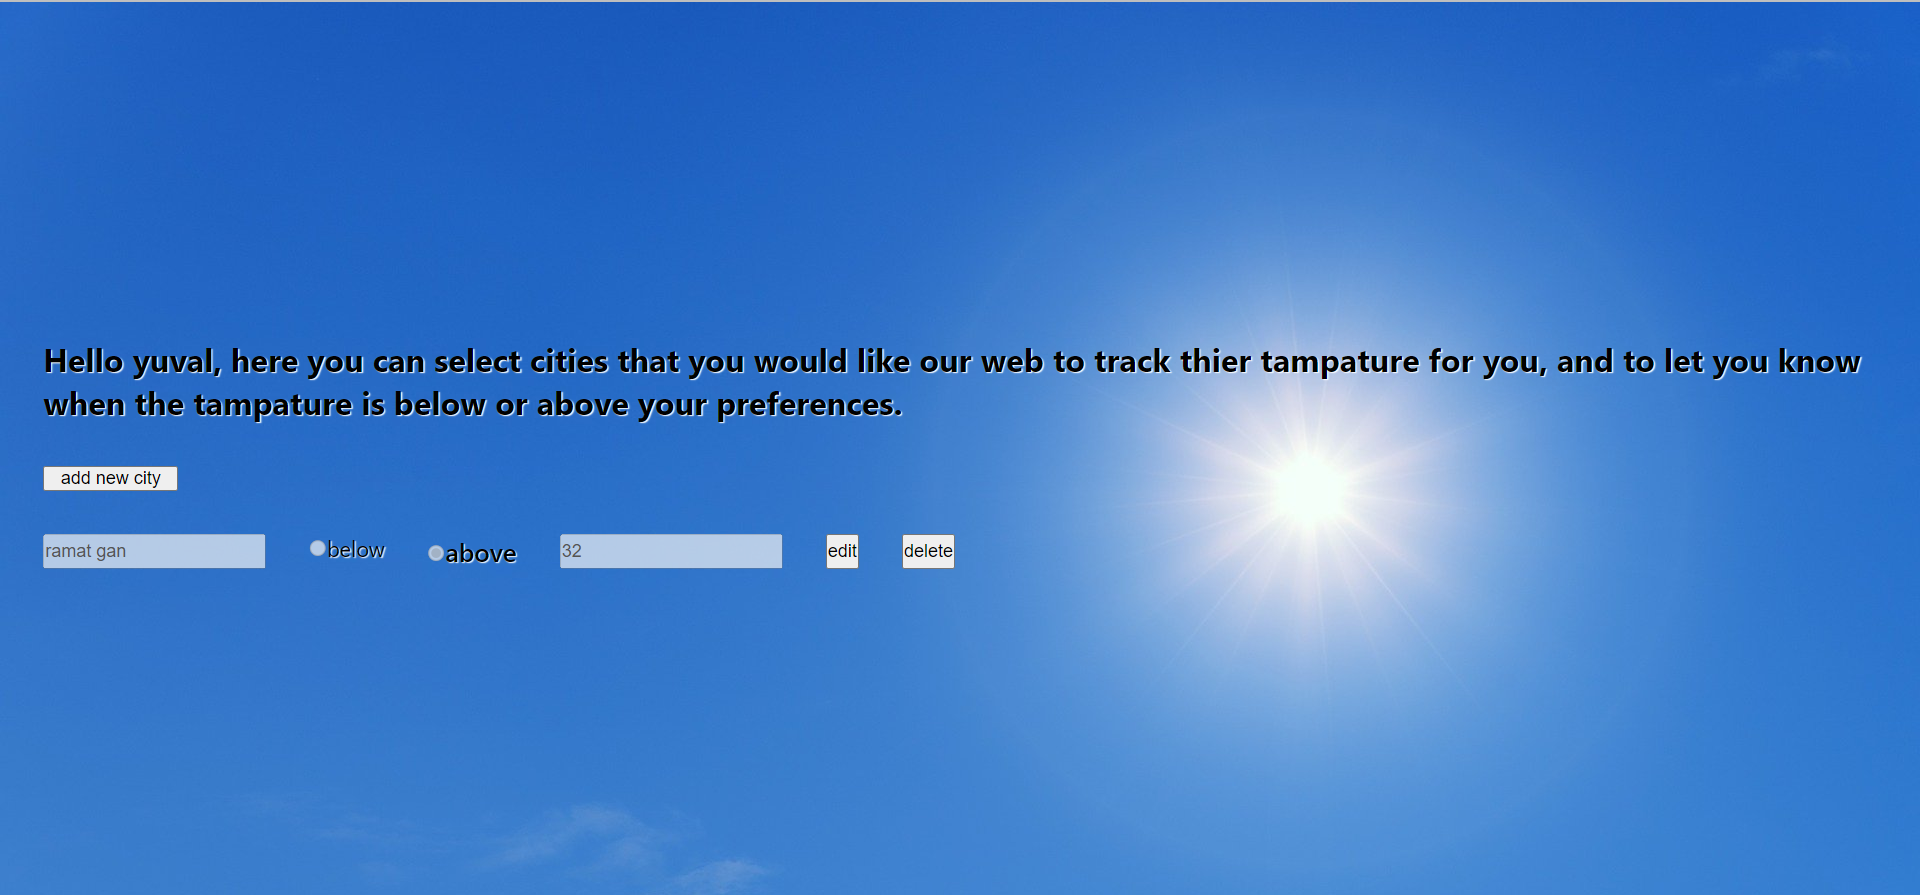 Hello yuval, here you can select cities that you would like our web to track thier tampature for you, and to let you know
when the tampature is below or above your preferences.
add new city
ramat gan below above 32 edit delete